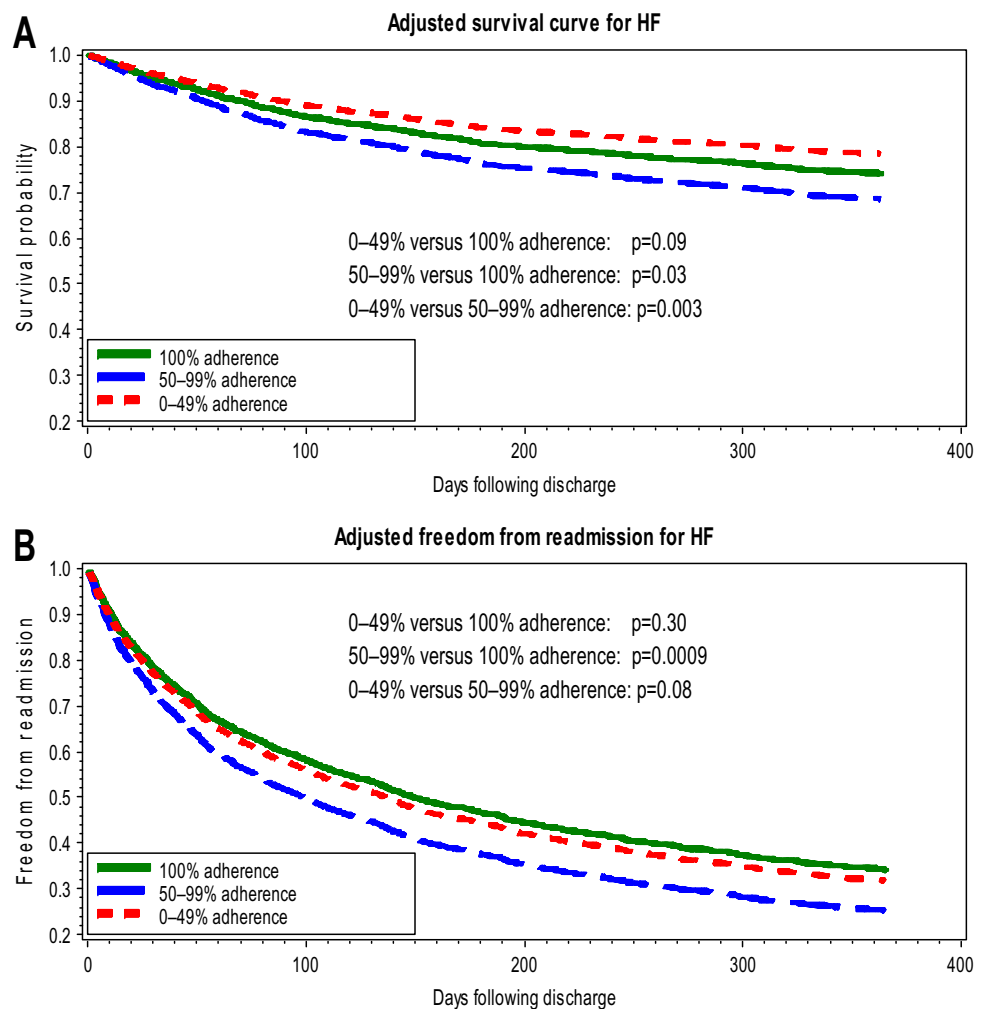 A
Adjusted survival curve for HF
Survival probability
1.0
0.9
0.8
0.7
0.6
0.5
0.4
0.3
0.2
0–49% versus 100% adherence: p=0.09
50–99% versus 100% adherence: p=0.03
0–49% versus 50–99% adherence: p=0.003
100% adherence
50–99% adherence
0–49% adherence
0 100 200 300 400
Days following discharge
B
Adjusted freedom from readmission for HF
Freedom from readmission
1.0
0.9
0.8
0.7
0.6
0.5
0.4
0.3
0.2
0–49% versus 100% adherence: p=0.30
50–99% versus 100% adherence: p=0.0009
0–49% versus 50–99% adherence: p=0.08
100% adherence
50–99% adherence
0–49% adherence
0 100 200 300 400
Days following discharge